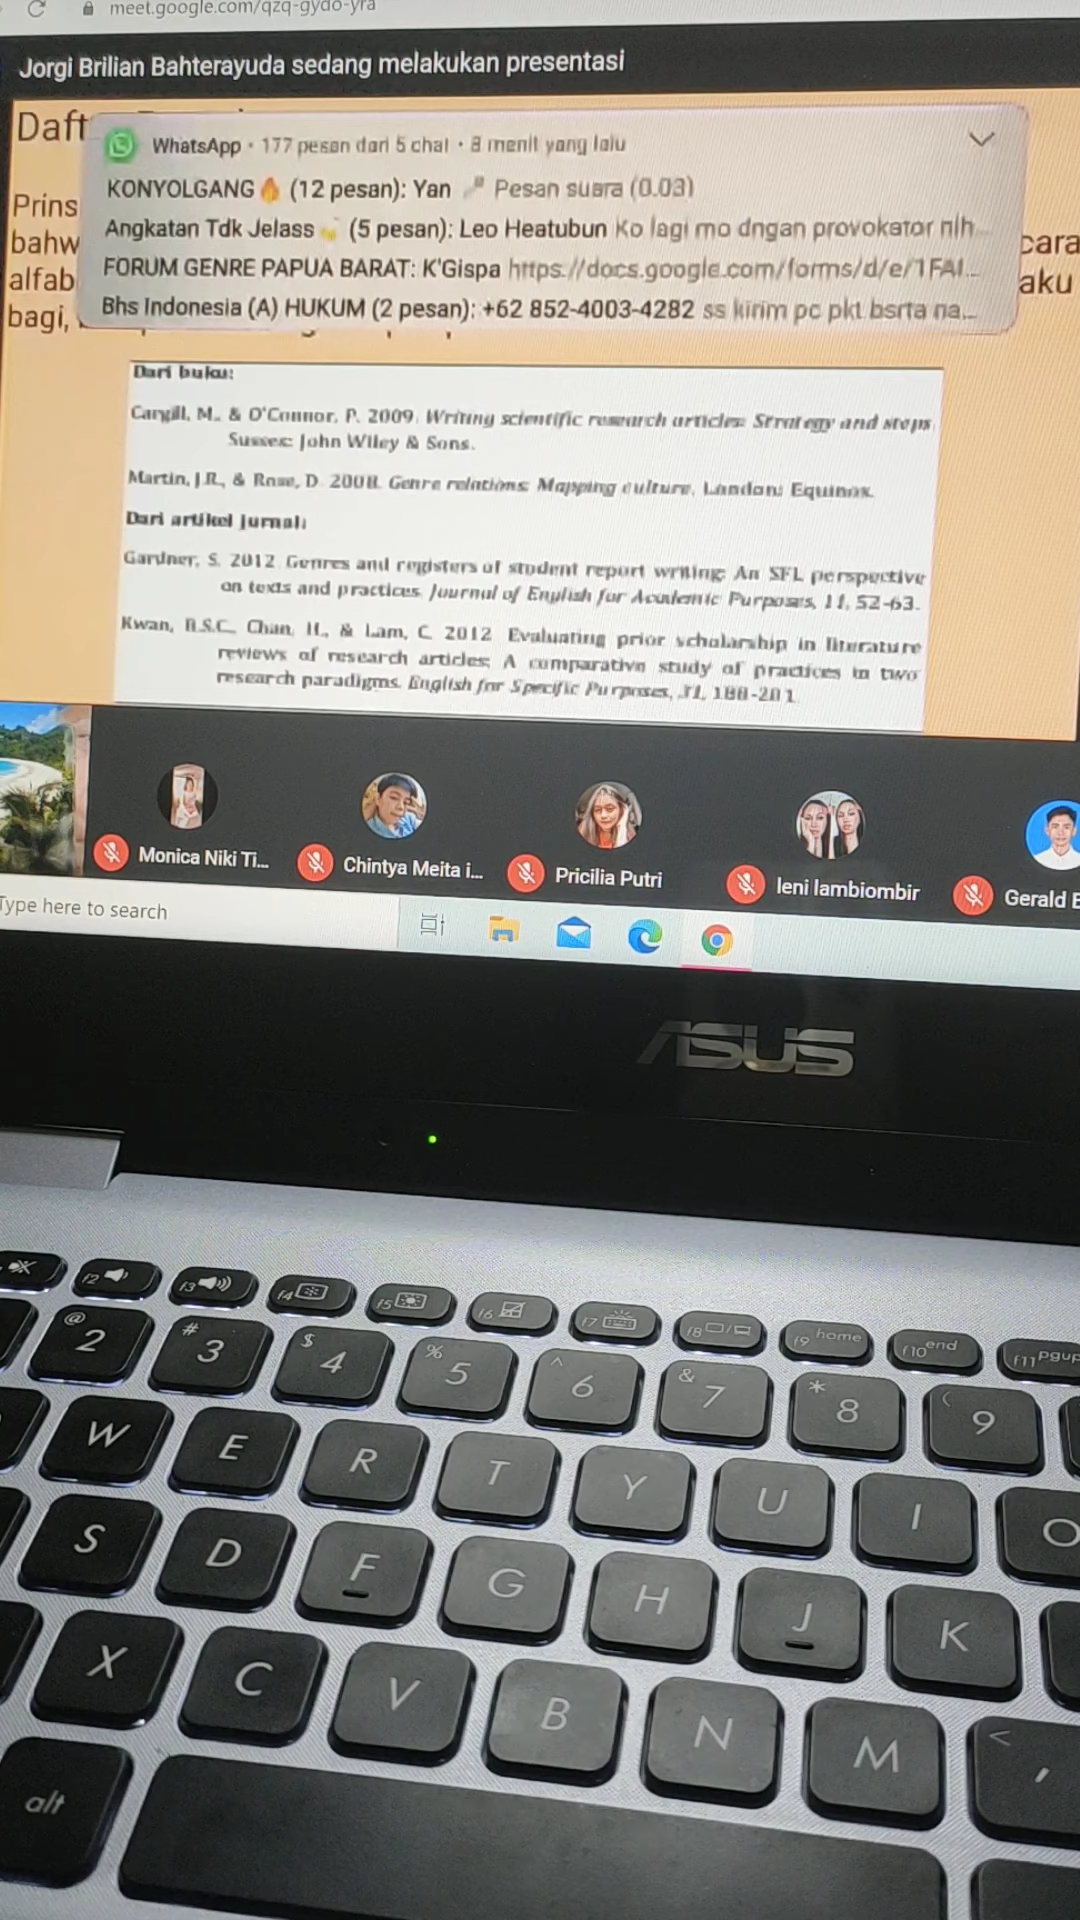 meet.google.com/qzq-gydo-yra
Jorgi Brilian Bahterayuda sedang melakukan presentasi
Daft
WhatsApp • 177 pesan dari 5 chat • 8 menit yang lalu
KONYOLGANG🔥 (12 pesan): Yan 🎤 Pesan suara (0.03)
Angkatan Tdk Jelass (5 pesan): Leo Heatubun Ko lagi mo dngan provokator nih...
FORUM GENRE PAPUA BARAT: K'Gispa https://docs.google.com/forms/d/e/1FAI...
Bhs Indonesia (A) HUKUM (2 pesan): +62 852-4003-4282 ss kirim pc pkt bsrta na...
Prins
bahw cara
alfab aku
bagi,
Dari buku:
Cargill, M., & O'Connor, P. 2009. Writing scientific research articles: Strategy and steps.
Sussex: John Wiley & Sons.
Martin, J.R., & Rose, D. 2008. Genre relations: Mapping culture. London: Equinox.
Dari artikel jurnal:
Gardner, S. 2012. Genres and registers of student report writing: An SFL perspective
on texts and practices. Journal of English for Academic Purposes, 11, 52-63.
Kwan, B.S.C., Chan, H., & Lam, C. 2012. Evaluating prior scholarship in literature
reviews of research articles: A comparative study of practices in two
research paradigms. English for Specific Purposes, 31, 188-201.
Monica Niki Ti...
Chintya Meita i...
Pricilia Putri
leni lambiombir
Gerald
Type here to search
ASUS
f2 f3 f4 f5 f6 f7 f8 f9 home f10 end f11 pgup
@ 2 # 3 $ 4 % 5 ^ 6 & 7 * 8 ( 9
W E R T Y U I O
S D F G H J K
X C V B N M < ,
alt